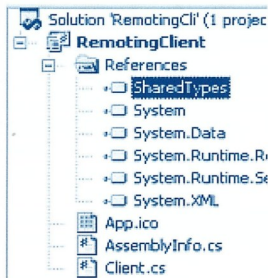 Solution 'RemotingCli' (1 projec
RemotingClient
References
SharedTypes
System
System.Data
System.Runtime.R
System.Runtime.Se
System.XML
App.ico
AssemblyInfo.cs
Client.cs